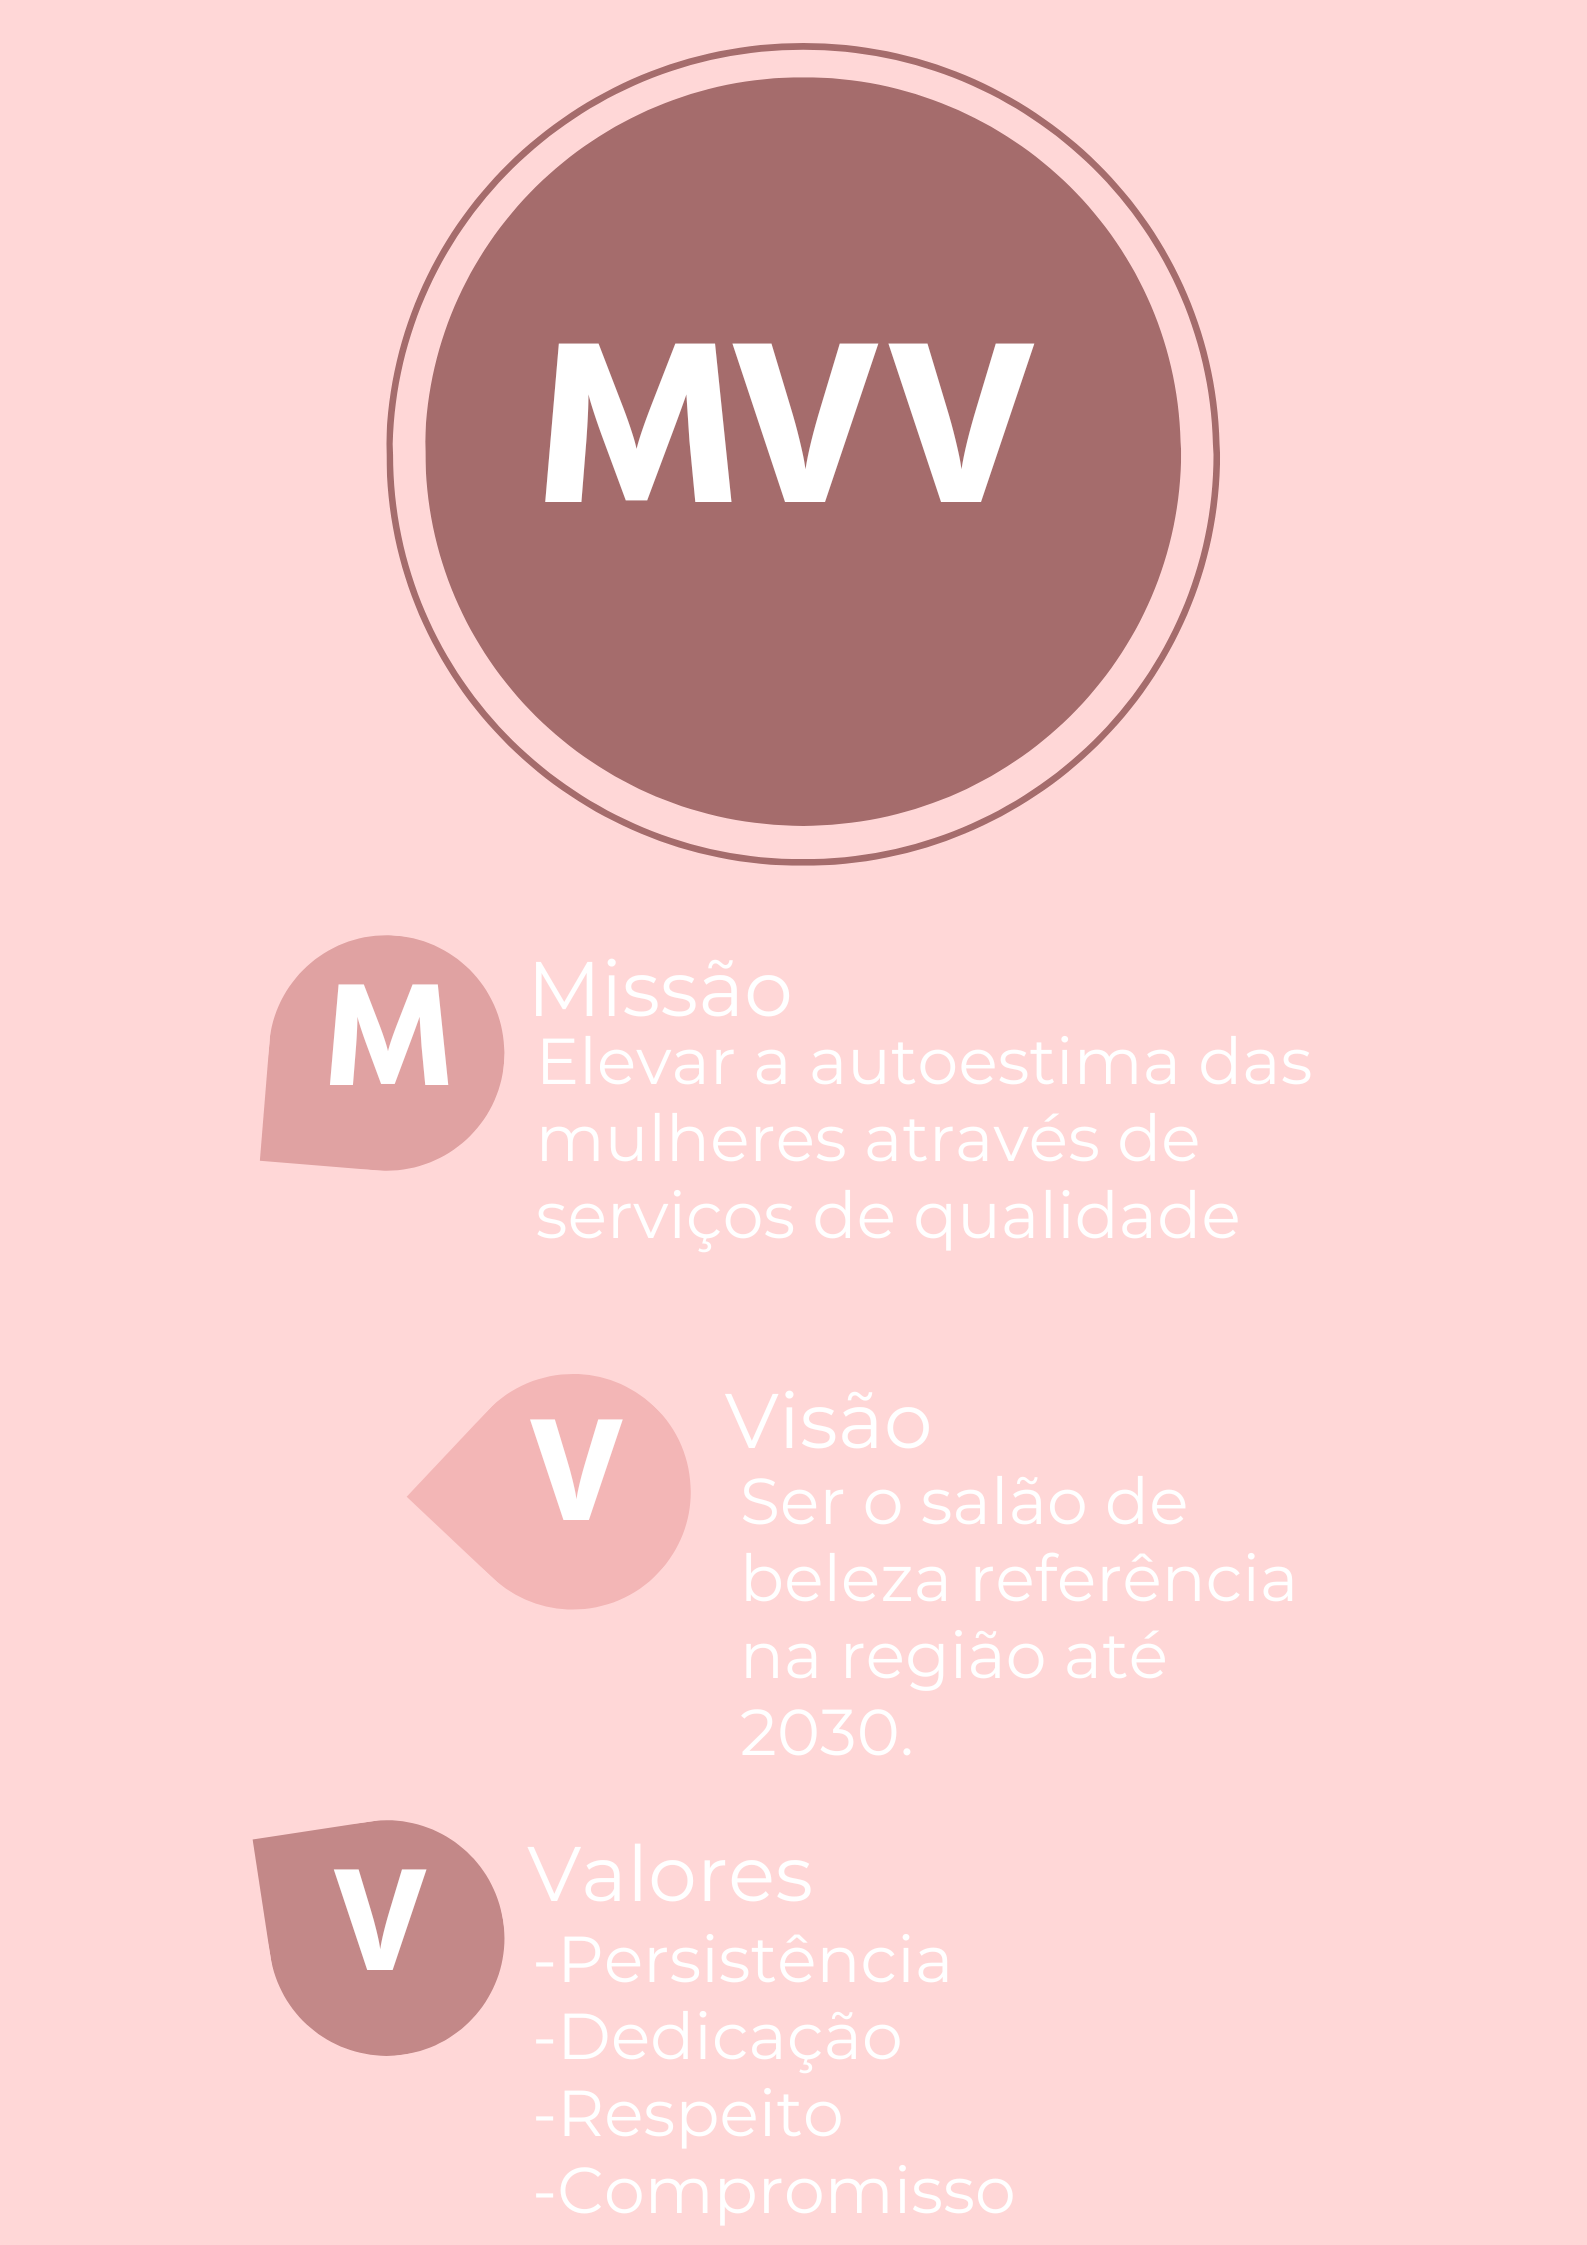 MVV
M
Missão
Elevar a autoestima das
mulheres através de
serviços de qualidade
V
Visão
Ser o salão de
beleza referência
na região até
2030.
V
Valores
-Persistência
-Dedicação
-Respeito
-Compromisso